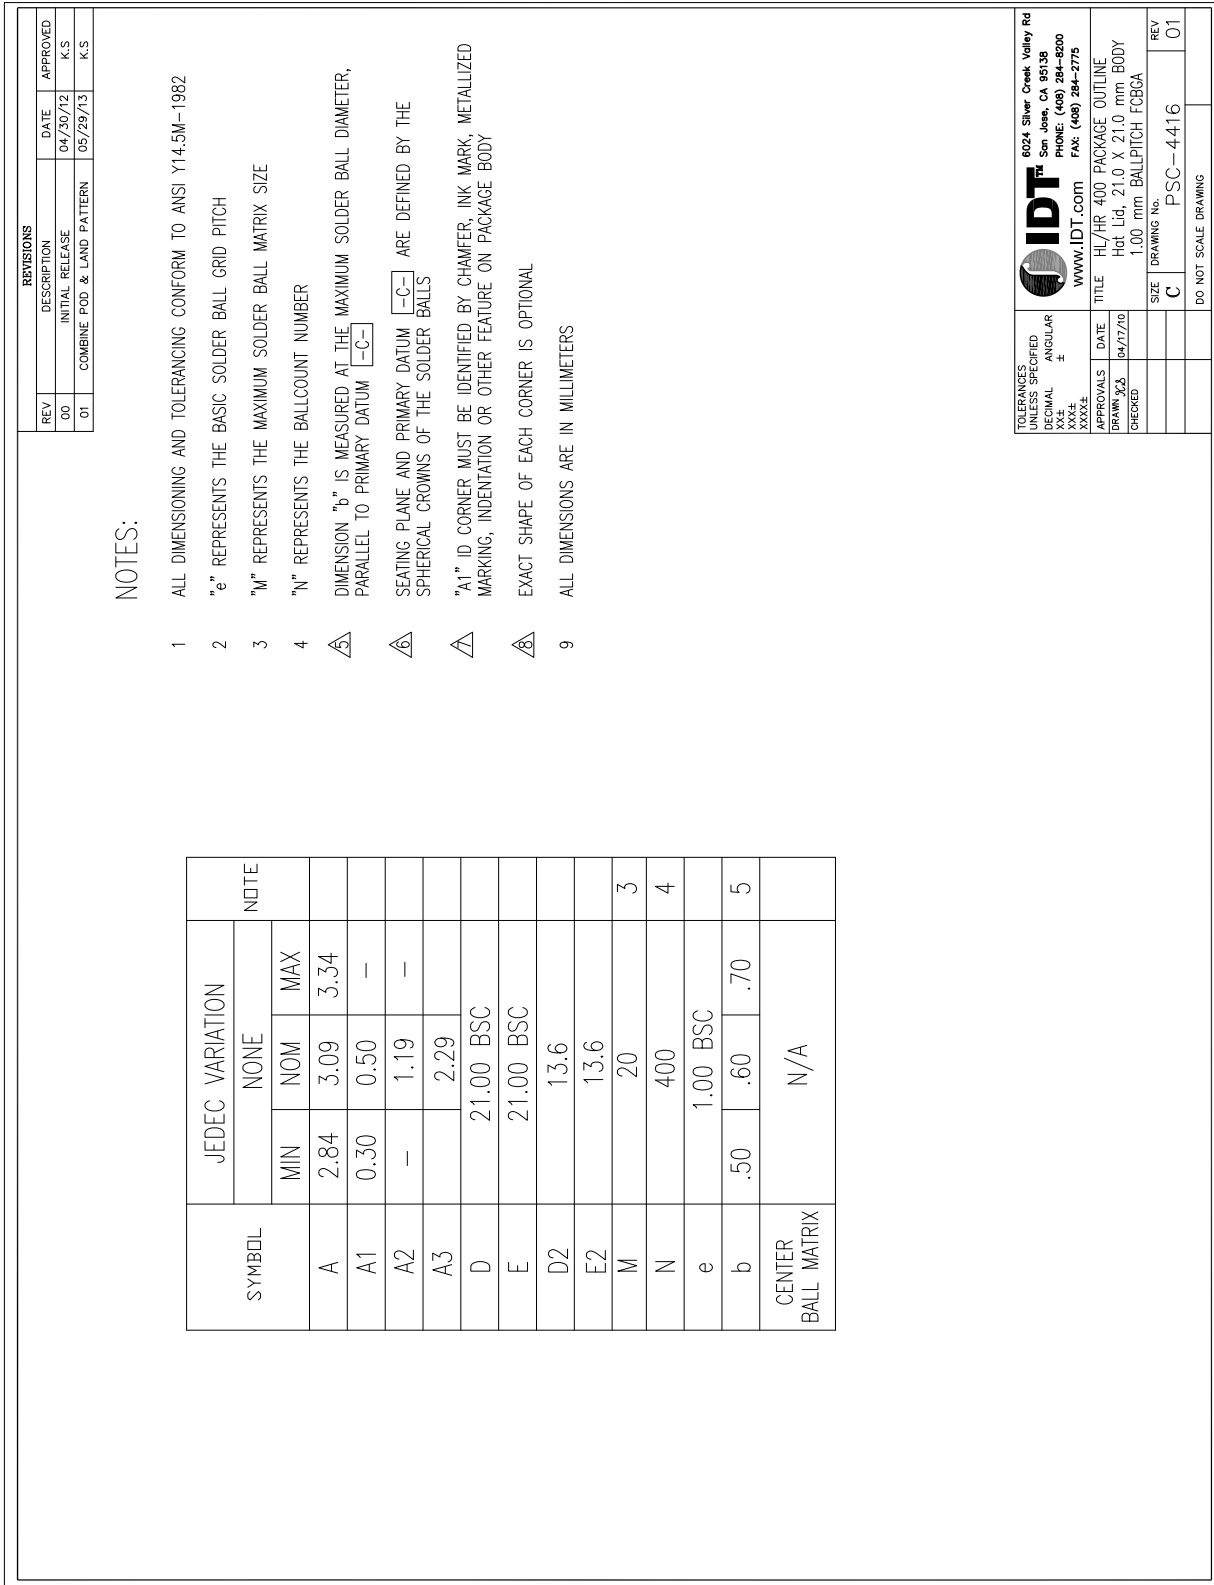 REVISIONS
REV DESCRIPTION DATE APPROVED
00 INITIAL RELEASE 04/30/12 K.S
01 COMBINE POD & LAND PATTERN 05/29/13 K.S
NOTES:
1 ALL DIMENSIONING AND TOLERANCING CONFORM TO ANSI Y14.5M-1982
2 "e" REPRESENTS THE BASIC SOLDER BALL GRID PITCH
3 "M" REPRESENTS THE MAXIMUM SOLDER BALL MATRIX SIZE
4 "N" REPRESENTS THE BALLCOUNT NUMBER
5 DIMENSION "b" IS MEASURED AT THE MAXIMUM SOLDER BALL DIAMETER,
PARALLEL TO PRIMARY DATUM -C-
6 SEATING PLANE AND PRIMARY DATUM -C- ARE DEFINED BY THE
SPHERICAL CROWNS OF THE SOLDER BALLS
7 "A1" ID CORNER MUST BE IDENTIFIED BY CHAMFER, INK MARK, METALLIZED
MARKING, INDENTATION OR OTHER FEATURE ON PACKAGE BODY
8 EXACT SHAPE OF EACH CORNER IS OPTIONAL
9 ALL DIMENSIONS ARE IN MILLIMETERS
SYMBOL JEDEC VARIATION NOTE
NONE
MIN NOM MAX
A 2.84 3.09 3.34
A1 0.30 0.50 –
A2 – 1.19 –
A3 2.29
D 21.00 BSC
E 21.00 BSC
D2 13.6
E2 13.6
M 20 3
N 400 4
e 1.00 BSC
b .50 .60 .70 5
CENTER
BALL MATRIX N/A
TOLERANCES
UNLESS SPECIFIED
DECIMAL ANGULAR
XX± ±
XXX±
XXXX±
APPROVALS DATE
DRAWN 04/17/10
CHECKED
IDT™
www.IDT.com
6024 Silver Creek Valley Rd
San Jose, CA 95138
PHONE: (408) 284-8200
FAX: (408) 284-2775
TITLE HL/HR 400 PACKAGE OUTLINE
Hat Lid, 21.0 X 21.0 mm BODY
1.00 mm BALLPITCH FCBGA
SIZE DRAWING No. REV
C PSC-4416 01
DO NOT SCALE DRAWING